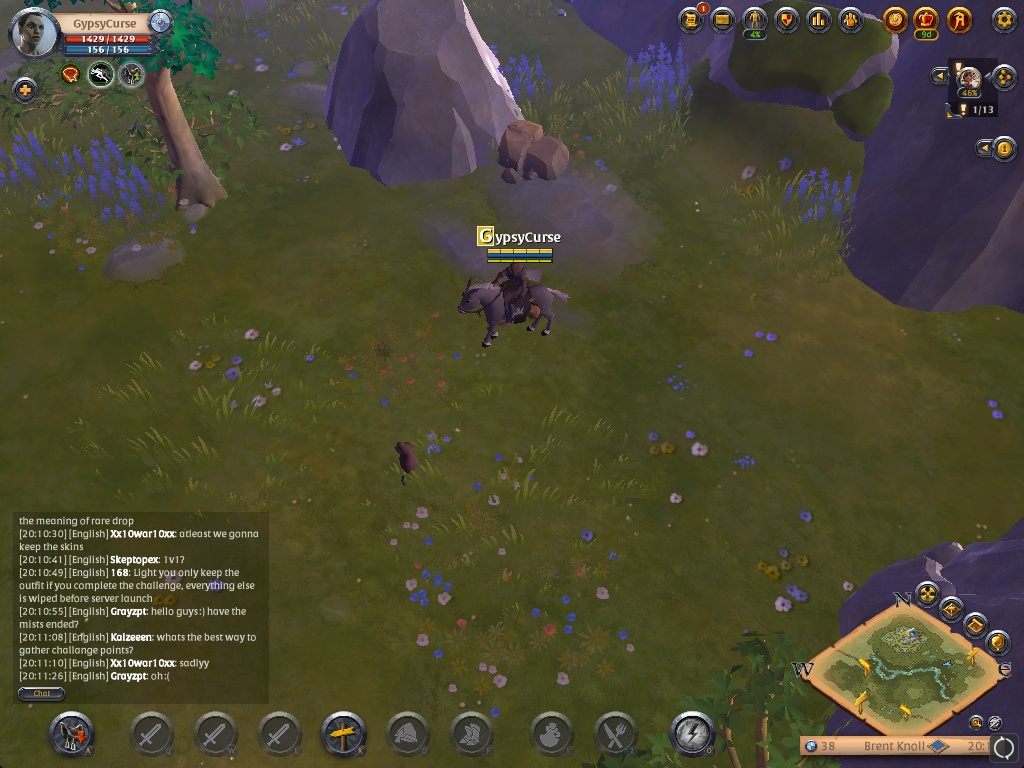 GypsyCurse
1429 / 1429
156 / 156
1
4%
9d
46%
1/13
1
GypsyCurse
the meaning of rare drop
[20:10:30] [English] Xx10war10xx: atleast we gonna
keep the skins
[20:10:41] [English] Skeptopex: 1v1?
[20:10:49] [English] 168: Light you only keep the
outfit if you complete the challenge, everything else
is wiped before server launch
[20:10:55] [English] Grayzpt: hello guys:) have the
mists ended?
[20:11:08] [English] Kaizeeen: whats the best way to
gather challange points?
[20:11:10] [English] Xx10war10xx: sadlyy
[20:11:26] [English] Grayzpt: oh:(
Chat
N
W
E
A
Q
W
E
R
D
F
O
38 Brent Knoll 20: